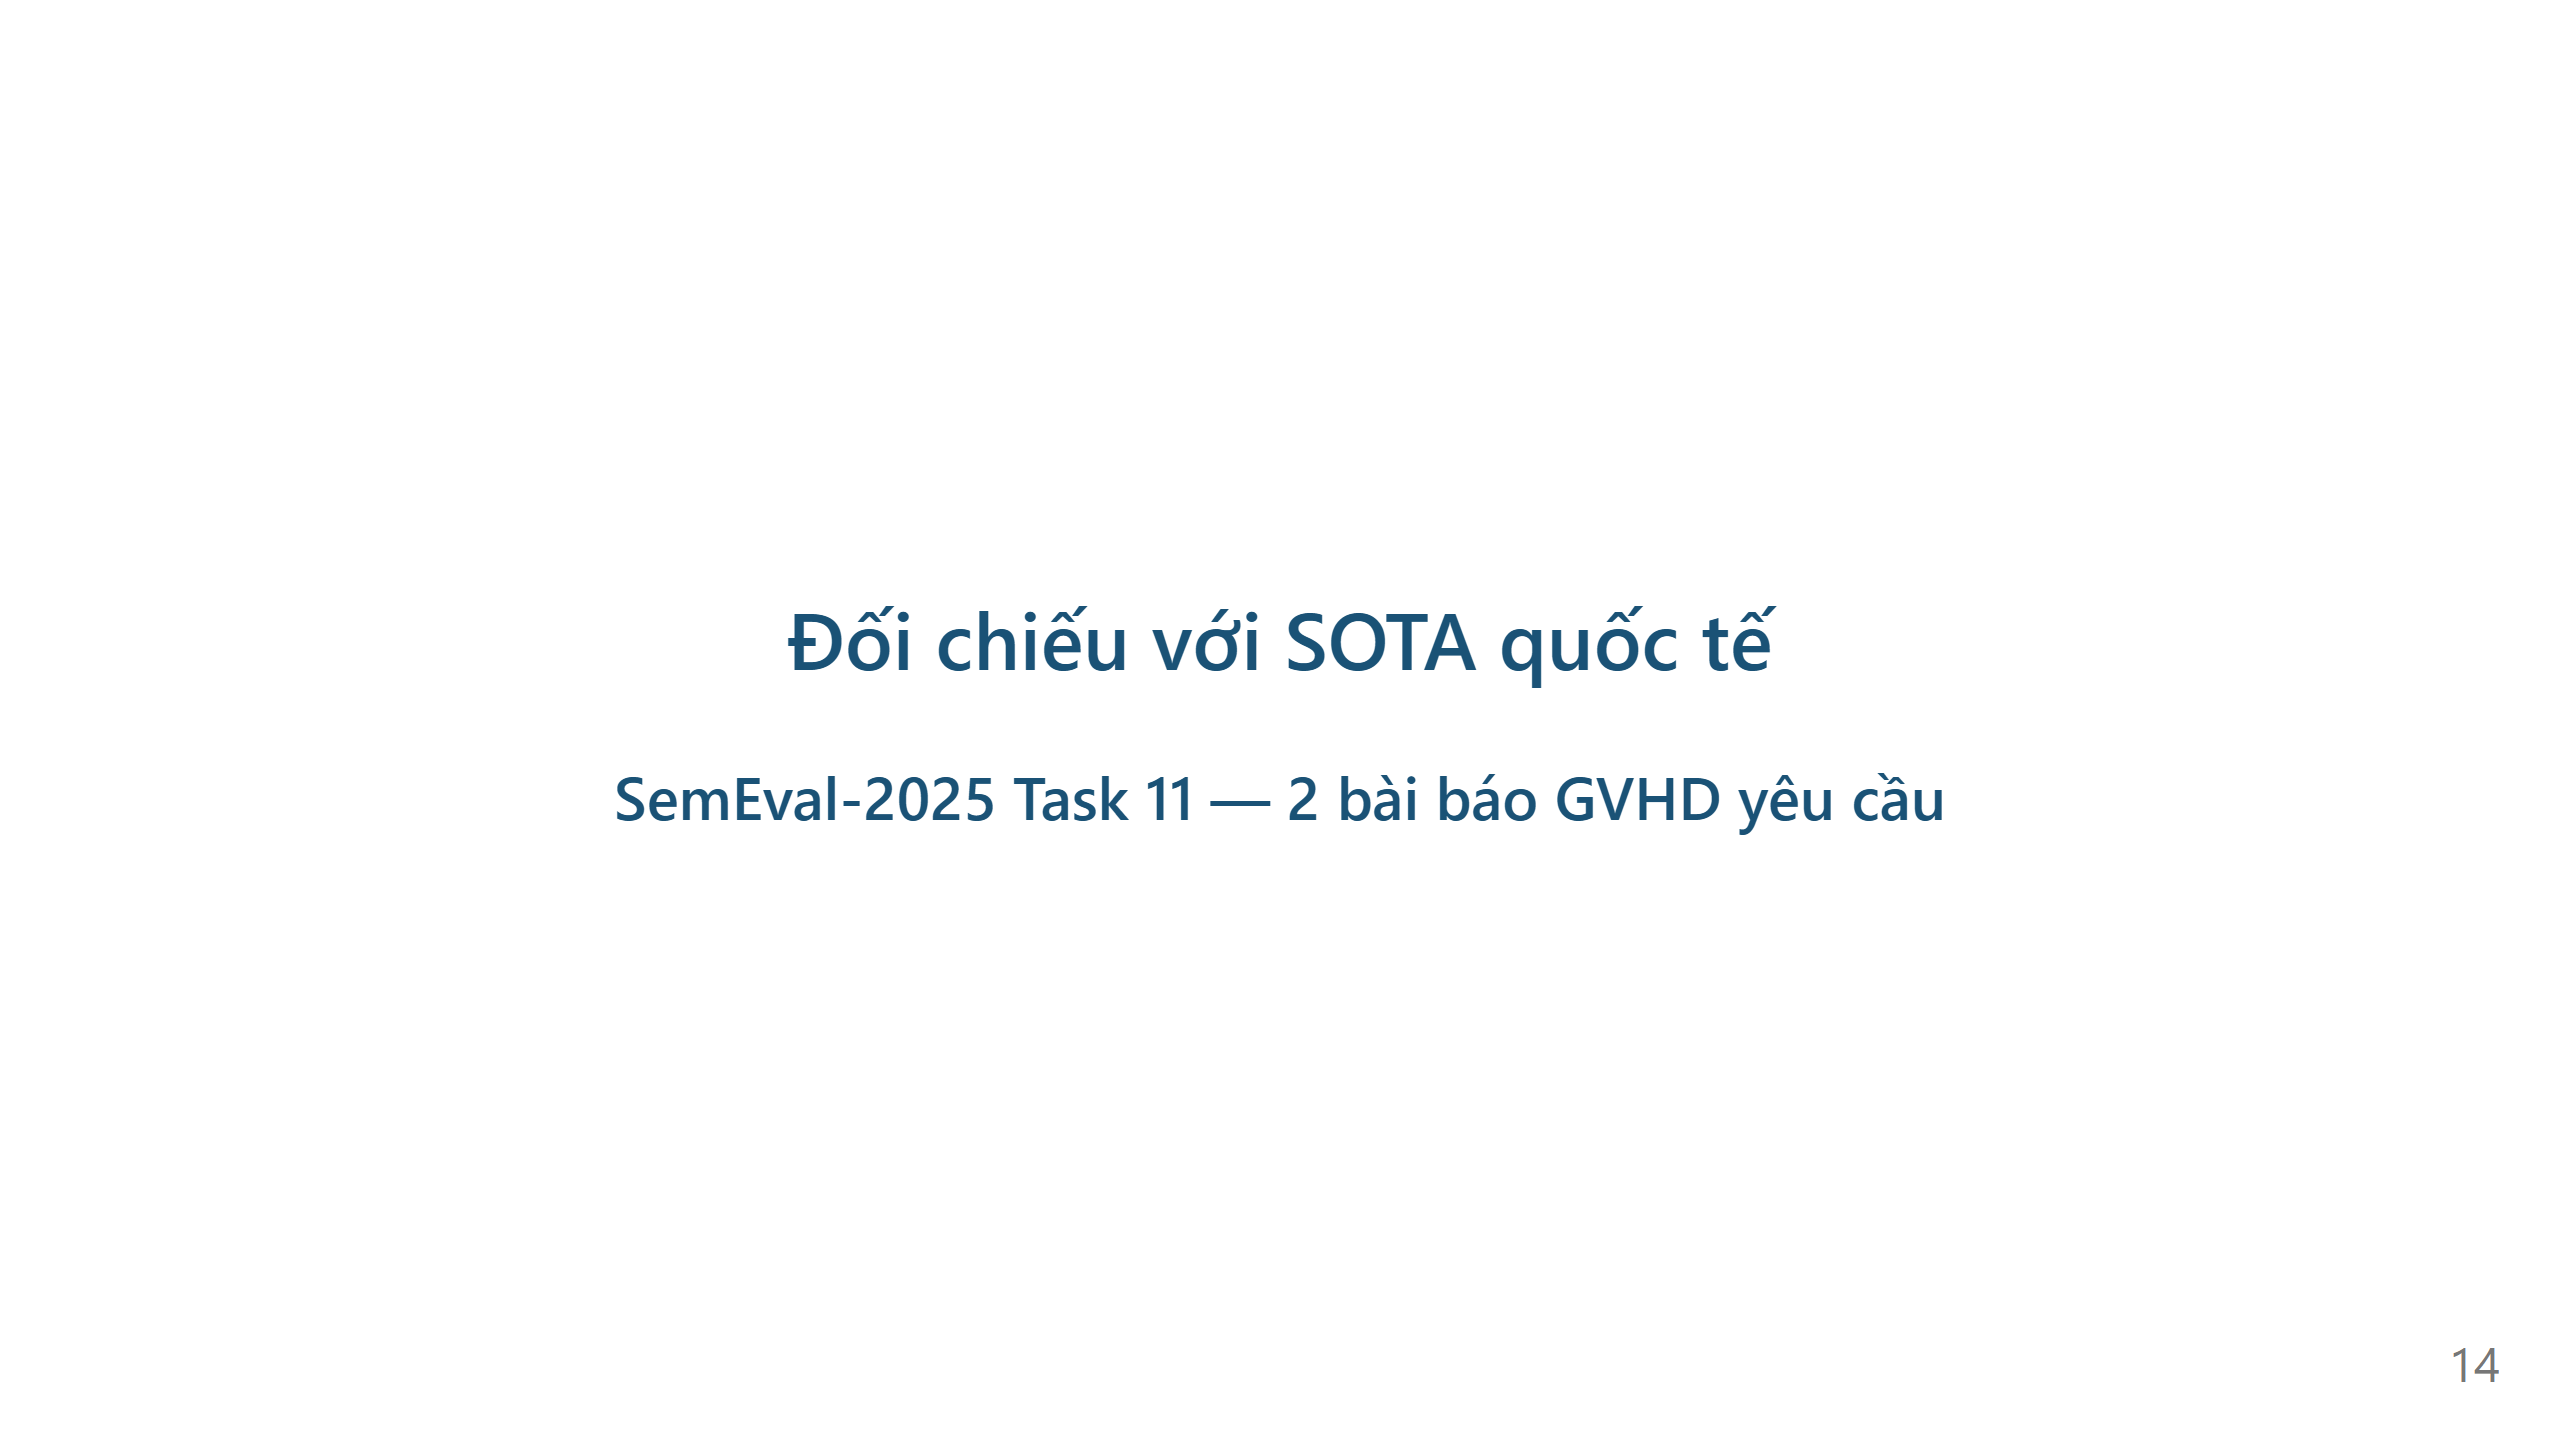 Đối chiếu với SOTA quốc tế
SemEval-2025 Task 11 — 2 bài báo GVHD yêu cầu
14